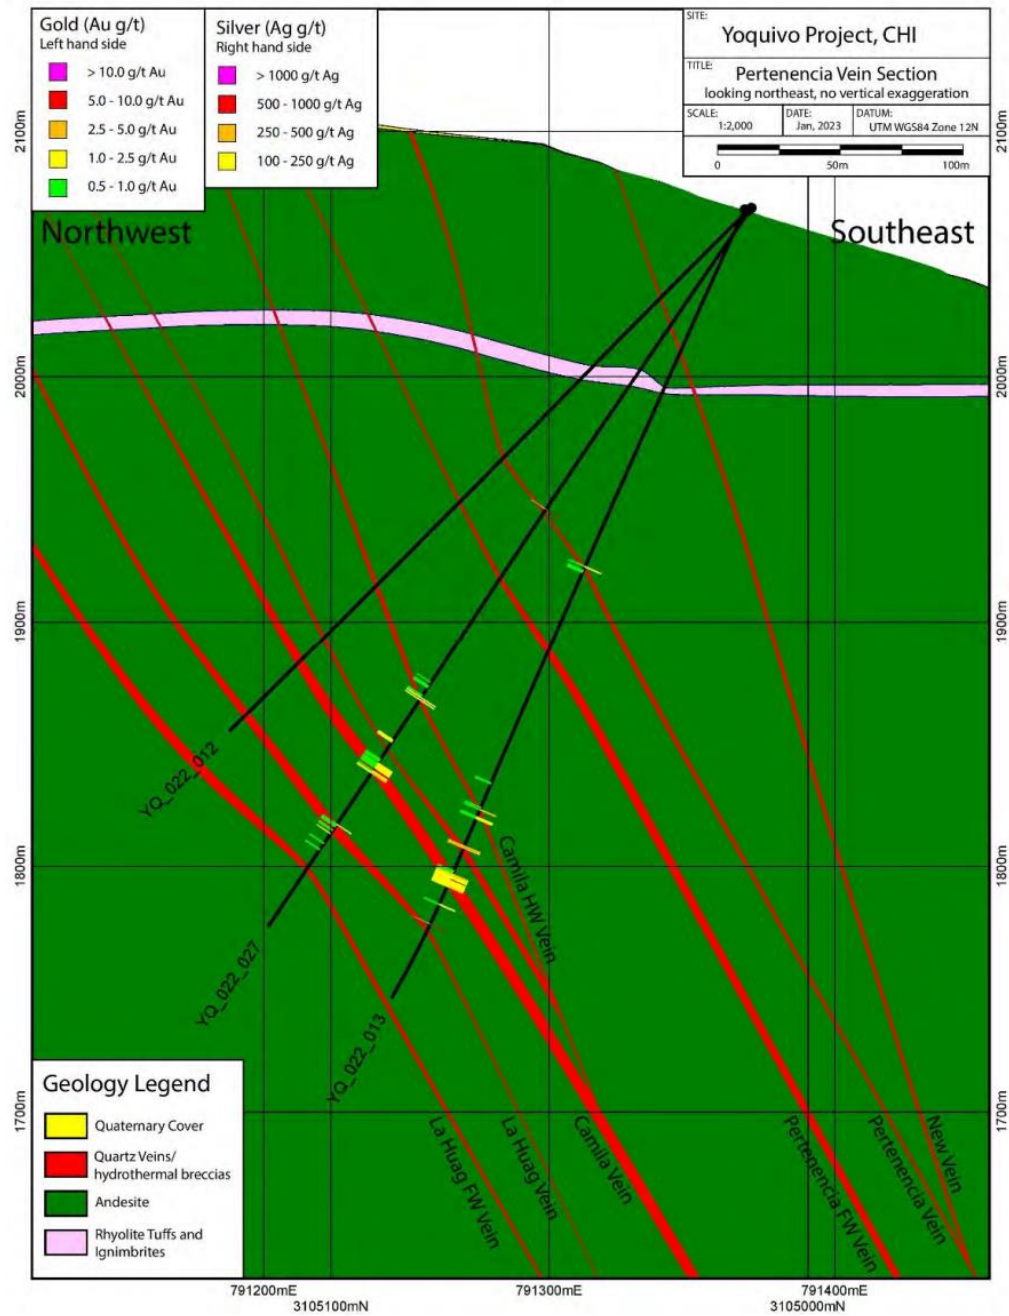 Gold (Au g/t)
Left hand side
> 10.0 g/t Au
5.0 - 10.0 g/t Au
2.5 - 5.0 g/t Au
1.0 - 2.5 g/t Au
0.5 - 1.0 g/t Au
Silver (Ag g/t)
Right hand side
> 1000 g/t Ag
500 - 1000 g/t Ag
250 - 500 g/t Ag
100 - 250 g/t Ag
SITE:
Yoquivo Project, CHI
TITLE:
Pertenencia Vein Section
looking northeast, no vertical exaggeration
SCALE:
1:2,000
DATE:
Jan, 2023
DATUM:
UTM WGS84 Zone 12N
0
50m
100m
2100m
2100m
Northwest
Southeast
2000m
2000m
1900m
1900m
YQ_022_012
1800m
1800m
Camila HW Vein
YQ_022_027
YQ_022_013
1700m
1700m
La Huag FW Vein
La Huag Vein
Camila Vein
Pertenencia FW Vein
Pertenencia Vein
New Vein
Geology Legend
Quaternary Cover
Quartz Veins/
hydrothermal breccias
Andesite
Rhyolite Tuffs and
Ignimbrites
791200mE
791300mE
791400mE
3105100mN
3105000mN